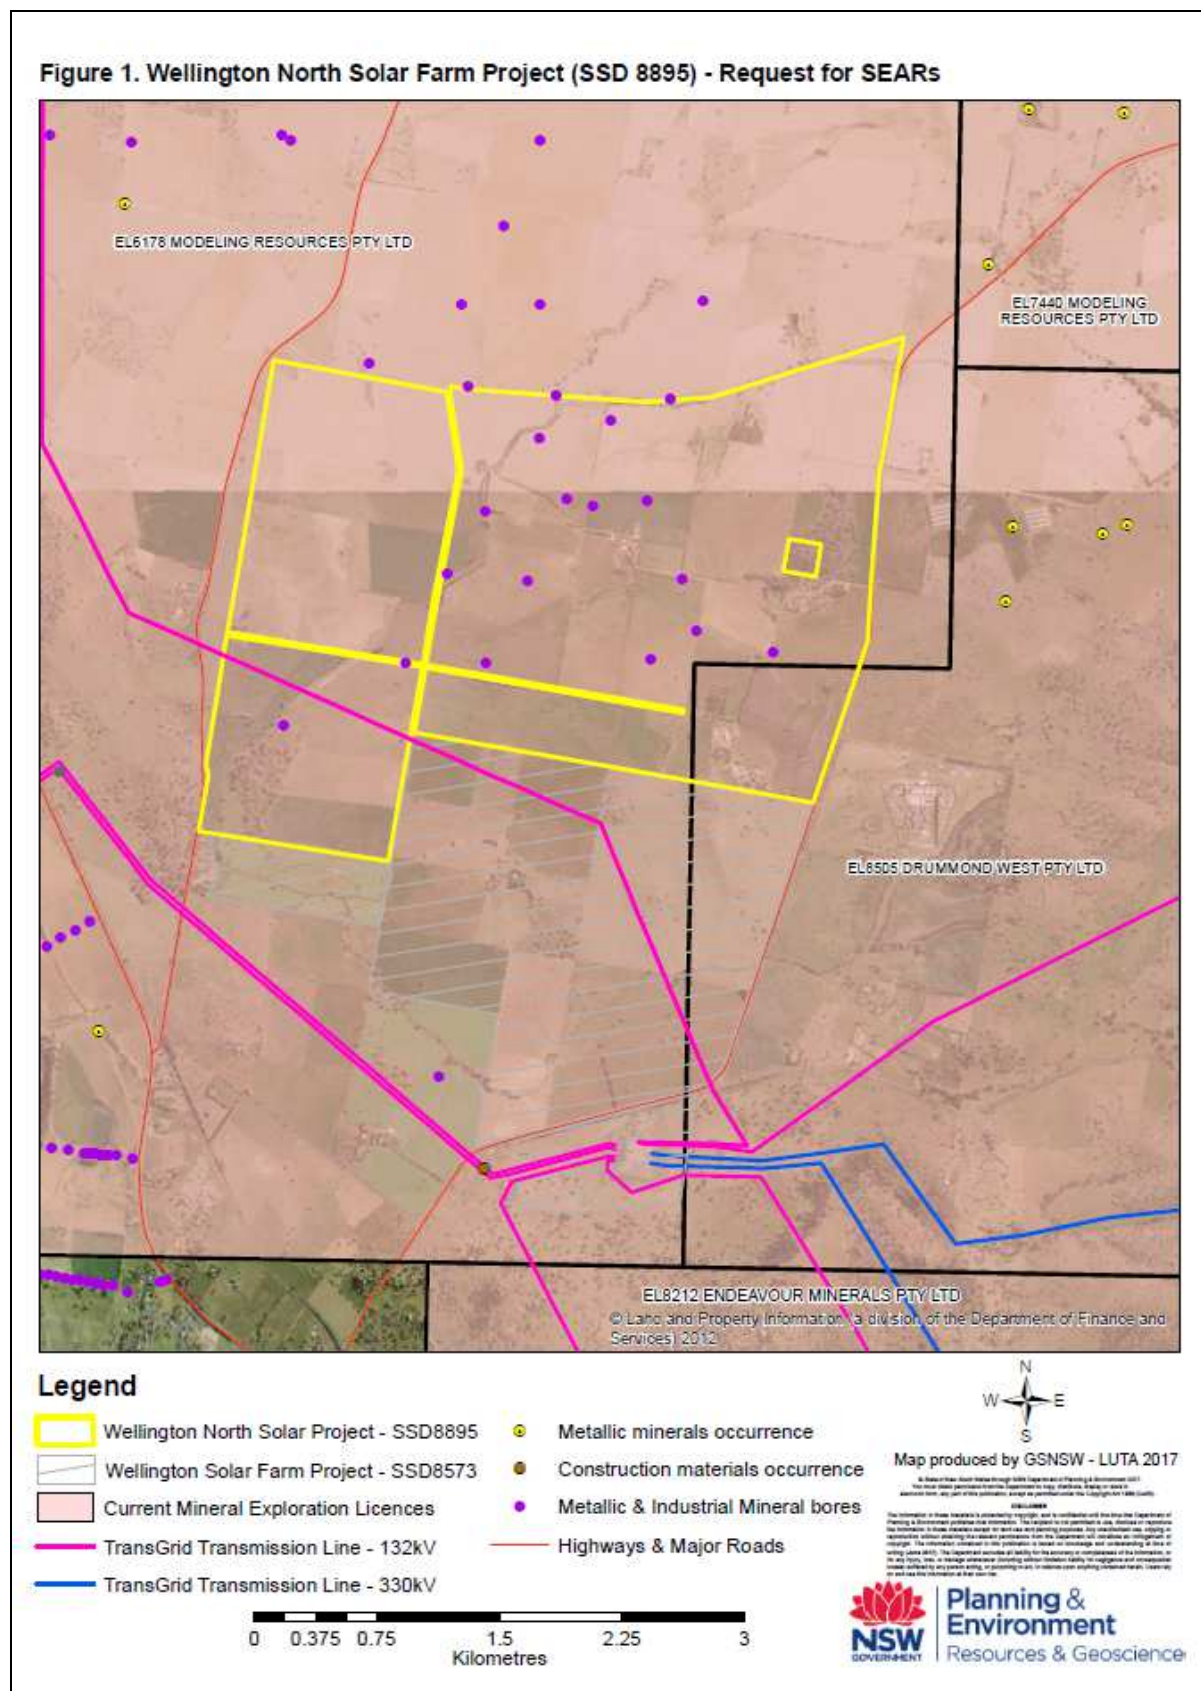 Figure 1. Wellington North Solar Farm Project (SSD 8895) - Request for SEARs
EL6178 MODELING RESOURCES PTY LTD
EL7440 MODELING
RESOURCES PTY LTD
EL8505 DRUMMOND WEST PTY LTD
EL8212 ENDEAVOUR MINERALS PTY LTD
© Land and Property Information (a division of the Department of Finance and
Services) 2012
Legend
Wellington North Solar Project - SSD8895
Wellington Solar Farm Project - SSD8573
Current Mineral Exploration Licences
TransGrid Transmission Line - 132kV
TransGrid Transmission Line - 330kV
Metallic minerals occurrence
Construction materials occurrence
Metallic & Industrial Mineral bores
Highways & Major Roads
0 0.375 0.75 1.5 2.25 3
Kilometres
N
W E
S
Map produced by GSNSW - LUTA 2017
DISCLAIMER
NSW
GOVERNMENT
Planning &
Environment
Resources & Geoscience